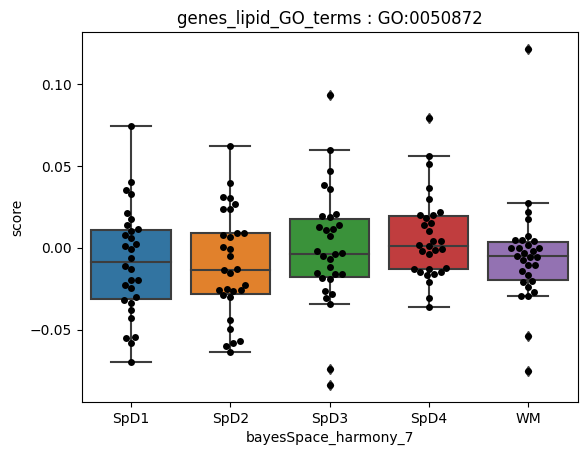 genes_lipid_GO_terms : GO:0050872
0.10
0.05
0.00
−0.05
score
SpD1 SpD2 SpD3 SpD4 WM
bayesSpace_harmony_7